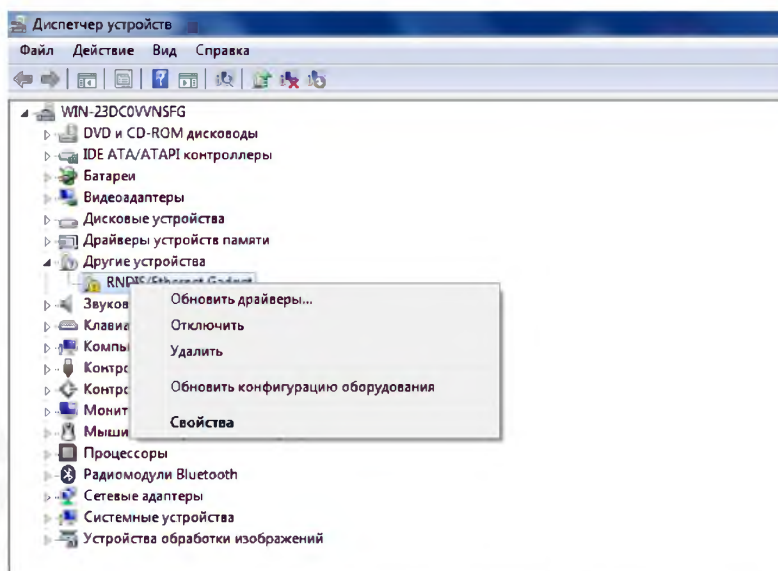 Диспетчер устройств
Файл Действие Вид Справка
WIN-23DC0VVNSFG
DVD и CD-ROM дисководы
IDE ATA/ATAPI контроллеры
Батареи
Видеоадаптеры
Дисковые устройства
Драйверы устройств памяти
Другие устройства
RNDIS/Ethernet Gadget
Звуков
Обновить драйверы...
Клавиа
Отключить
Компы
Удалить
Контро
Контро
Обновить конфигурацию оборудования
Монит
Свойства
Мыши
Процессоры
Радиомодули Bluetooth
Сетевые адаптеры
Системные устройства
Устройства обработки изображений